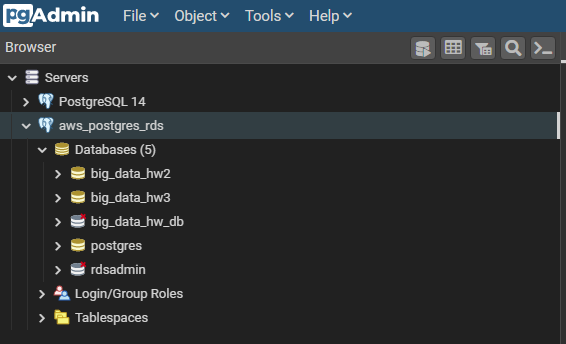 pgAdmin File Object Tools Help
Browser
Servers
PostgreSQL 14
aws_postgres_rds
Databases (5)
big_data_hw2
big_data_hw3
big_data_hw_db
postgres
rdsadmin
Login/Group Roles
Tablespaces